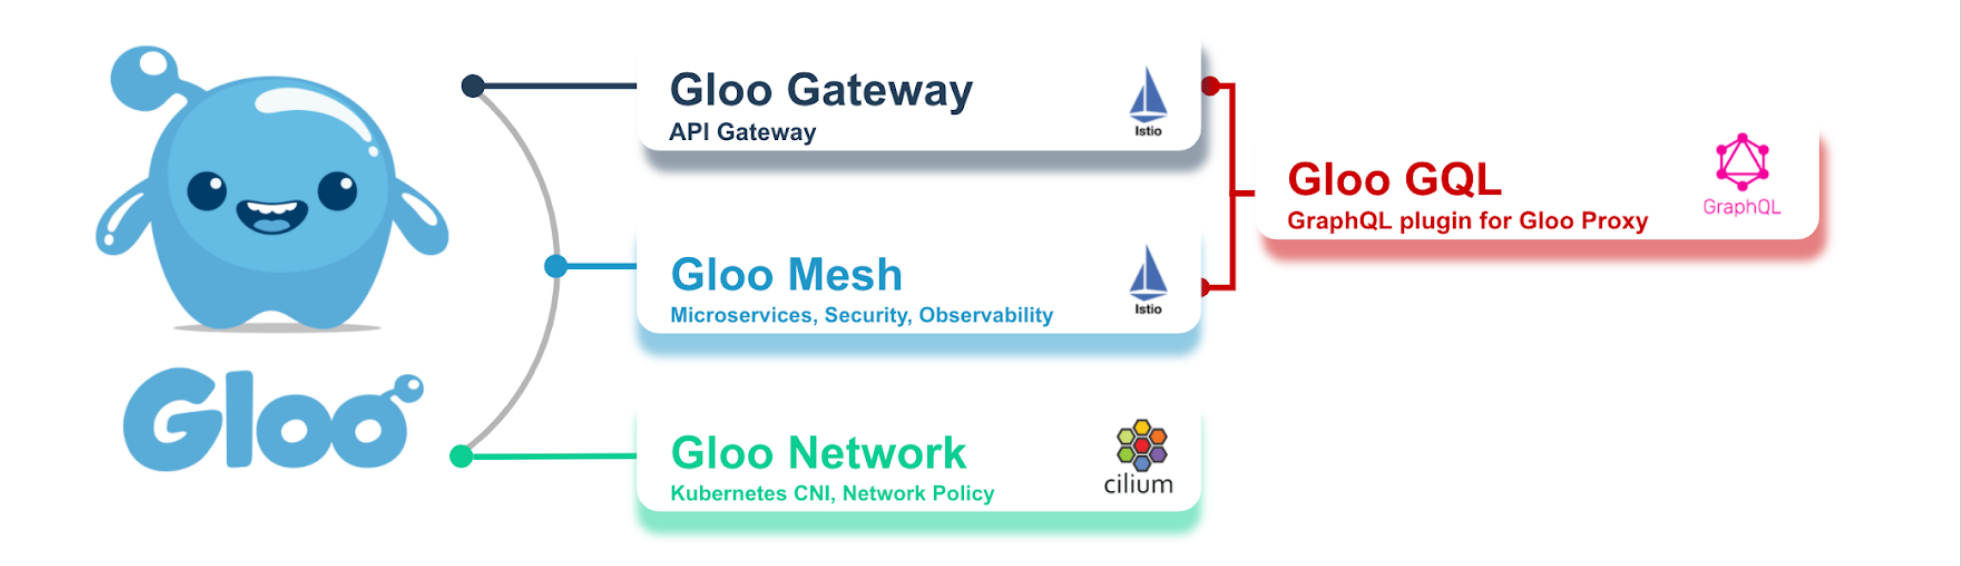 Gloo
Gloo Gateway
API Gateway
Istio
Gloo Mesh
Microservices, Security, Observability
Istio
Gloo Network
Kubernetes CNI, Network Policy
cilium
Gloo GQL
GraphQL plugin for Gloo Proxy
GraphQL